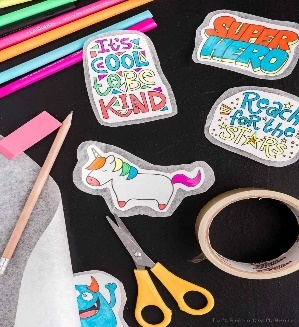 It's
COOL
to BE
KIND
SUPER
HERO
Reach
for the
STARS